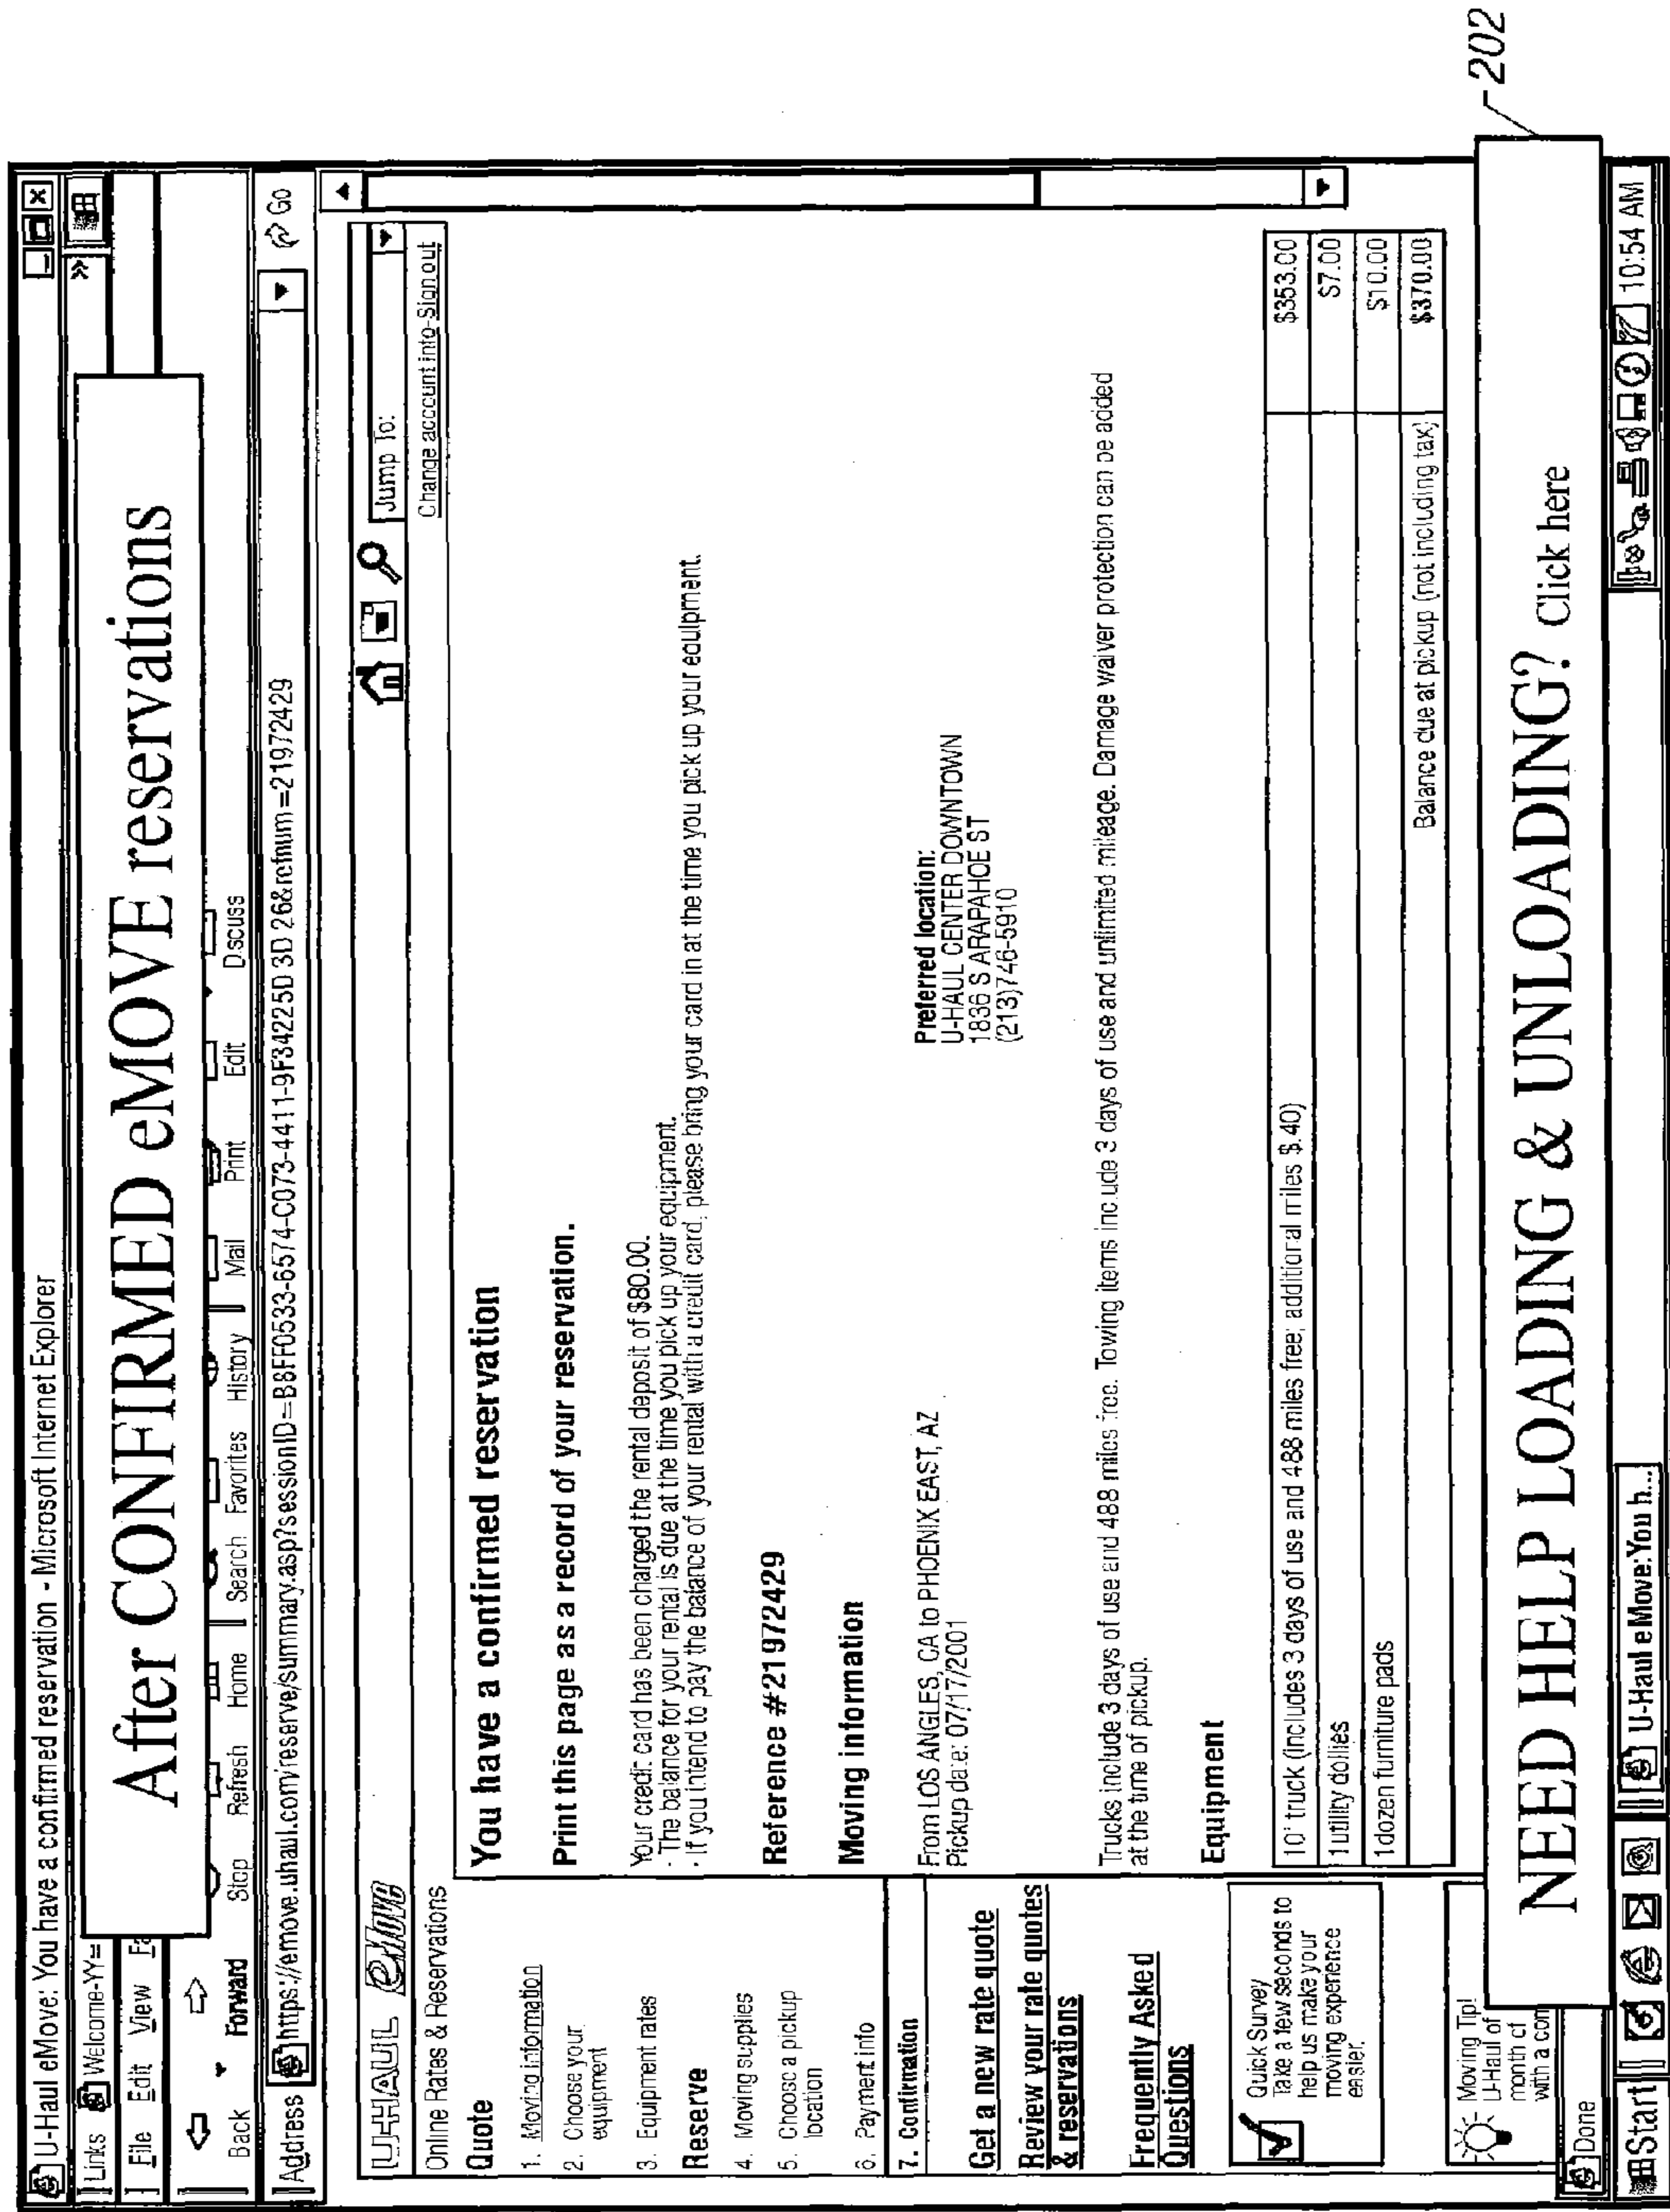 U-Haul eMove: You have a confirmed reservation - Microsoft Internet Explorer
Links Welcome-YY=
After CONFIRMED eMOVE reservations
File Edit View Fa
Back Forward Stop Refresh Home Search Favorites History Mail Print Edit Discuss
Address https://emove.uhaul.com/reserve/summary.asp?sessionID=B8FF0533-6574-C073-4411-9F34225D 3D 26&refnum=21972429 Go
U-HAUL eMove
Jump To:
Online Rates & Reservations
Change account info-Sign out
Quote
1. Moving information
2. Choose your
equipment
3. Equipment rates
Reserve
4. Moving supplies
5. Choose a pickup
location
6. Payment info
7. Confirmation
Get a new rate quote
Review your rate quotes
& reservations
Frequently Asked
Questions
Quick Survey
Take a few seconds to
help us make your
moving experience
easier.
Moving Tip!
U-Haul of
month of
with a com
You have a confirmed reservation
Print this page as a record of your reservation.
Your credit card has been charged the rental deposit of $80.00.
- The balance for your rental is due at the time you pick up your equipment.
- If you intend to pay the balance of your rental with a credit card, please bring your card in at the time you pick up your equipment.
Reference #21972429
Moving information
From LOS ANGLES, CA to PHOENIX EAST, AZ
Pickup date: 07/17/2001
Preferred location:
U-HAUL CENTER DOWNTOWN
1836 S ARAPAHOE ST
(213)746-5910
Trucks include 3 days of use and 488 miles free. Towing items include 3 days of use and unlimited mileage. Damage waiver protection can be added
at the time of pickup.
Equipment
10' truck (includes 3 days of use and 488 miles free; additional miles $.40) $353.00
1 utility dollies $7.00
1 dozen furniture pads $10.00
Balance due at pickup (not including tax) $370.00
NEED HELP LOADING & UNLOADING? Click here
202
Done
Start U-Haul eMove:You h... 10:54 AM